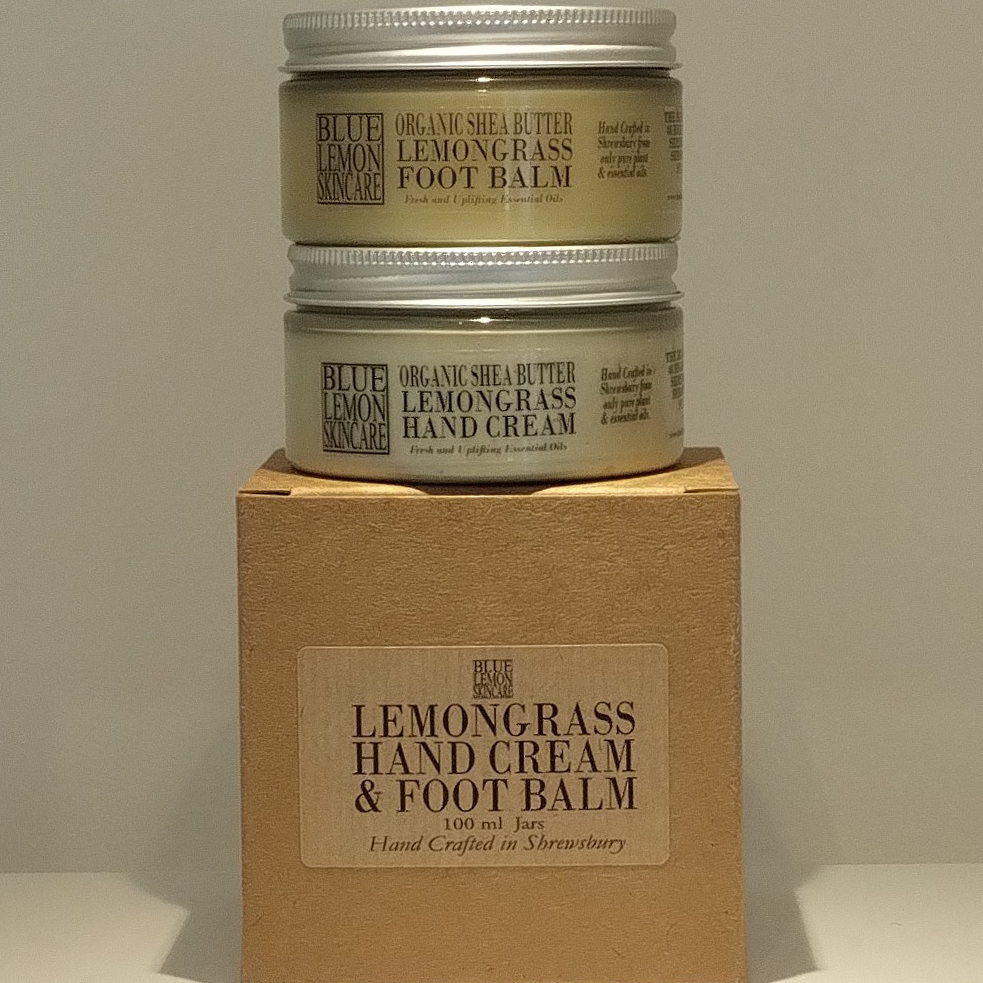 BLUE
LEMON
SKINCARE
ORGANIC SHEA BUTTER
LEMONGRASS
FOOT BALM
Fresh and Uplifting Essential Oils
Hand Crafted in
Shrewsbury from
only pure plant
& essential oils.
BLUE
LEMON
SKINCARE
ORGANIC SHEA BUTTER
LEMONGRASS
HAND CREAM
Fresh and Uplifting Essential Oils
Hand Crafted in
Shrewsbury from
only pure plant
& essential oils.
BLUE
LEMON
SKINCARE
LEMONGRASS
HAND CREAM
& FOOT BALM
100 ml Jars
Hand Crafted in Shrewsbury